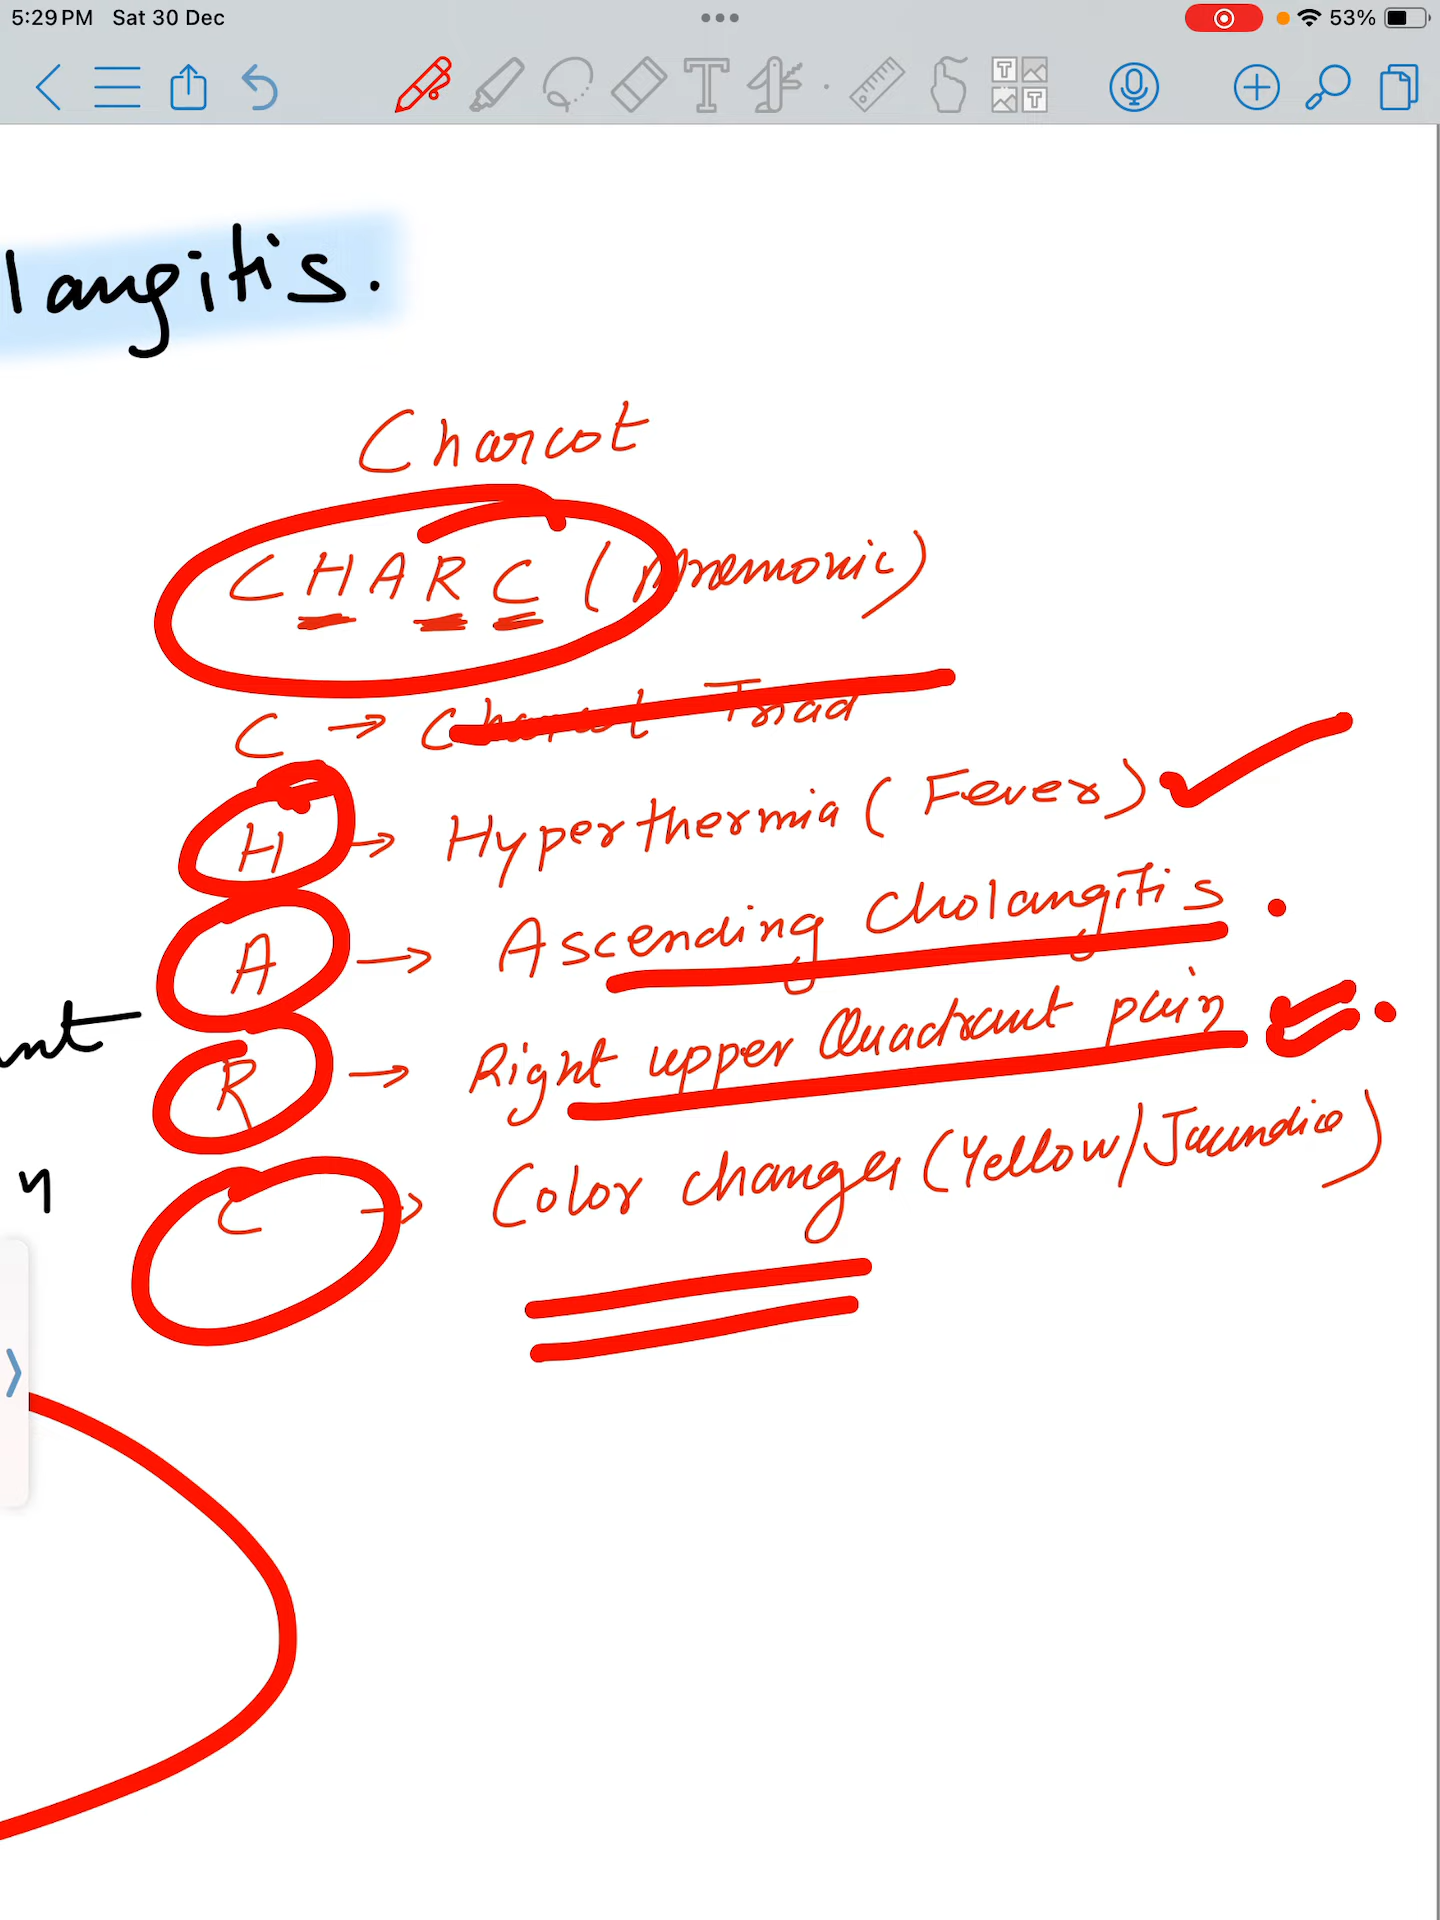 5:29 PM Sat 30 Dec
53%
langitis.
Charcot
CHARC (Mnemonic)
C → Charcot Triad
H → Hyperthermia (Fever)
A → Ascending Cholangitis.
R → Right upper Quadrant pain
C → Color changes (Yellow/Jaundice)